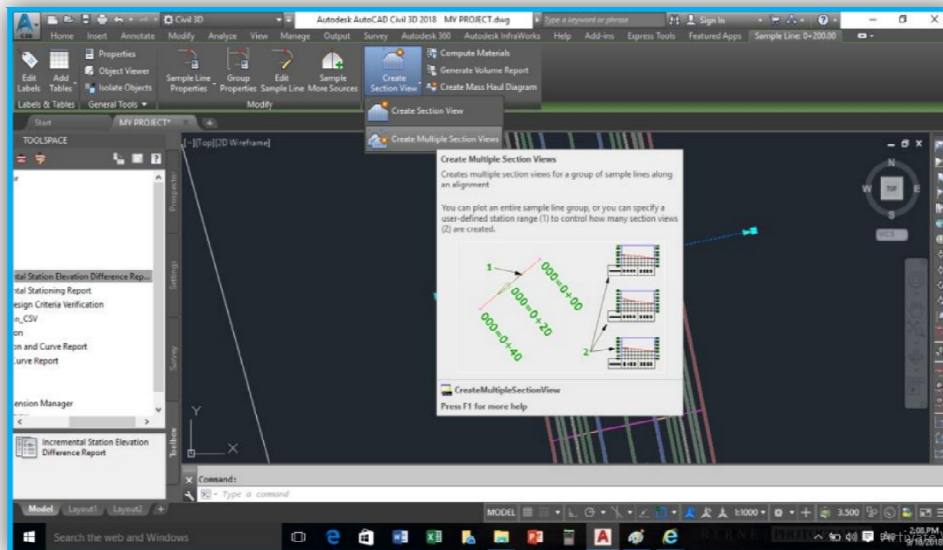 Civil 3D
Autodesk AutoCAD Civil 3D 2018 MY PROJECT.dwg
Type a keyword or phrase
Sign In
Home Insert Annotate Modify Analyze View Manage Output Survey Autodesk 360 Autodesk InfraWorks Help Add-ins Express Tools Featured Apps Sample Line: 0+200.00
Edit Labels
Add Tables
Properties
Object Viewer
Isolate Objects
Sample Line Properties
Group Properties
Edit Sample Line
Sample More Sources
Create Section View
Compute Materials
Generate Volume Report
Create Mass Haul Diagram
Labels & Tables
General Tools
Modify
Create Section View
Create Multiple Section Views
Start
MY PROJECT*
TOOLSPACE
[-][Top][2D Wireframe]
Create Multiple Section Views
Creates multiple section views for a group of sample lines along
an alignment
You can plot an entire sample line group, or you can specify a
user-defined station range (1) to control how many section views
(2) are created.
1
000=0+00
000=0+20
000=0+40
2
CreateMultipleSectionView
Press F1 for more help
N
W
TOP
E
S
WCS
Prospector
Settings
Survey
Toolbox
ntal Station Elevation Difference Rep...
ntal Stationing Report
esign Criteria Verification
n_CSV
on
on and Curve Report
Curve Report
ension Manager
Incremental Station Elevation
Difference Report
Y
X
Command:
Type a command
Model Layout1 Layout2 +
MODEL
1:1000
3.500
Search the web and Windows
2:08 PM